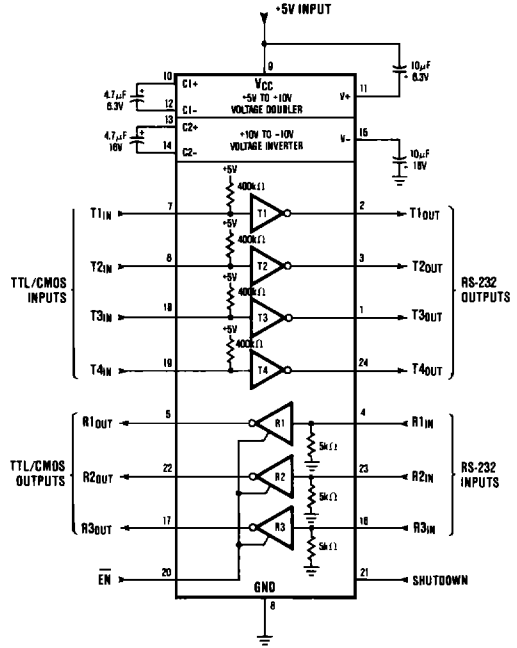 +5V INPUT
9
10µF
6.3V
10
C1+
4.7µF
6.3V
12
C1-
VCC
+5V TO +10V
VOLTAGE DOUBLER
V+
11
13
C2+
4.7µF
16V
14
C2-
+10V TO -10V
VOLTAGE INVERTER
V-
15
10µF
16V
+5V
400kΩ
T1IN
7
T1
2
T1OUT
+5V
400kΩ
T2IN
6
T2
3
T2OUT
+5V
400kΩ
T3IN
18
T3
1
T3OUT
+5V
400kΩ
T4IN
19
T4
24
T4OUT
TTL/CMOS
INPUTS
RS-232
OUTPUTS
R1OUT
5
R1
4
R1IN
5kΩ
R2OUT
22
R2
23
R2IN
5kΩ
R3OUT
17
R3
16
R3IN
5kΩ
TTL/CMOS
OUTPUTS
RS-232
INPUTS
EN
20
21
SHUTDOWN
GND
8